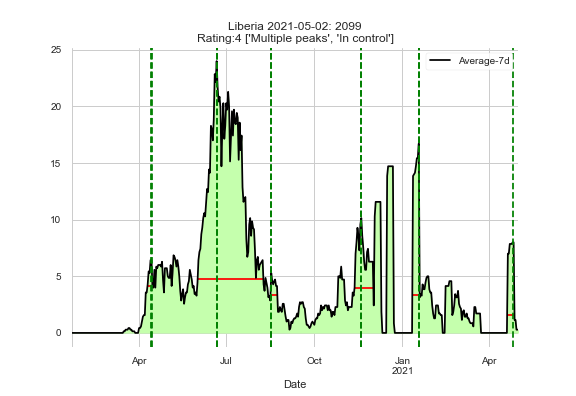 Liberia 2021-05-02: 2099
Rating:4 ['Multiple peaks', 'In control']
Average-7d
25
20
15
10
5
0
Apr
Jul
Oct
Jan
2021
Apr
Date